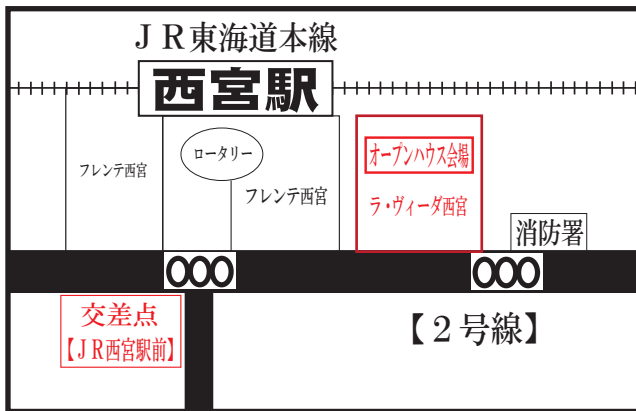 JR東海道本線
西宮駅
フレンテ西宮
ロータリー
フレンテ西宮
オープンハウス会場
ラ・ヴィーダ西宮
消防署
交差点
【JR西宮駅前】
【2号線】